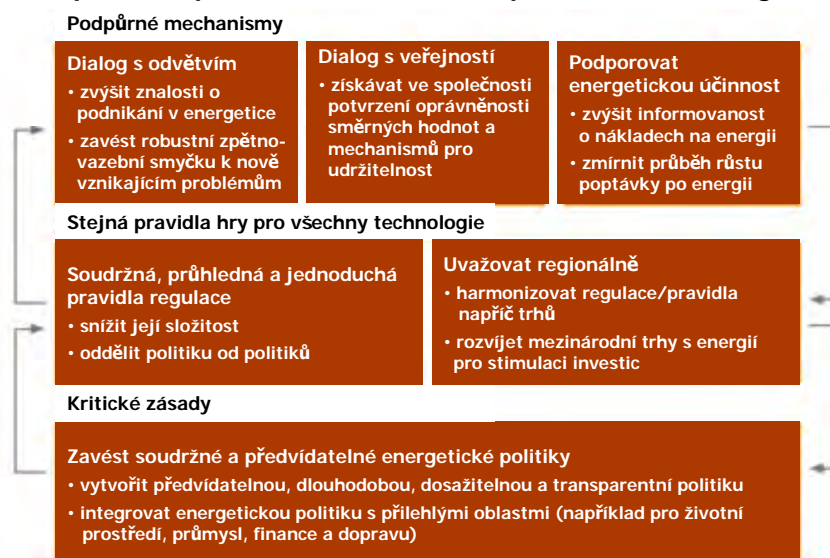 Podpůrné mechanismy
Dialog s odvětvím
• zvýšit znalosti o
podnikání v energetice
• zavést robustní zpětno-
vazební smyčku k nově
vznikajícím problémům
Dialog s veřejností
• získávat ve společnosti
potvrzení oprávněnosti
směrných hodnot a
mechanismů pro
udržitelnost
Podporovat
energetickou účinnost
• zvýšit informovanost
o nákladech na energii
• zmírnit průběh růstu
poptávky po energii
Stejná pravidla hry pro všechny technologie
Soudržná, průhledná a jednoduchá
pravidla regulace
• snížit její složitost
• oddělit politiku od politiků
Uvažovat regionálně
• harmonizovat regulace/pravidla
napříč trhů
• rozvíjet mezinárodní trhy s energií
pro stimulaci investic
Kritické zásady
Zavést soudržné a předvídatelné energetické politiky
• vytvořit předvídatelnou, dlouhodobou, dosažitelnou a transparentní politiku
• integrovat energetickou politiku s přilehlými oblastmi (například pro životní
prostředí, průmysl, finance a dopravu)